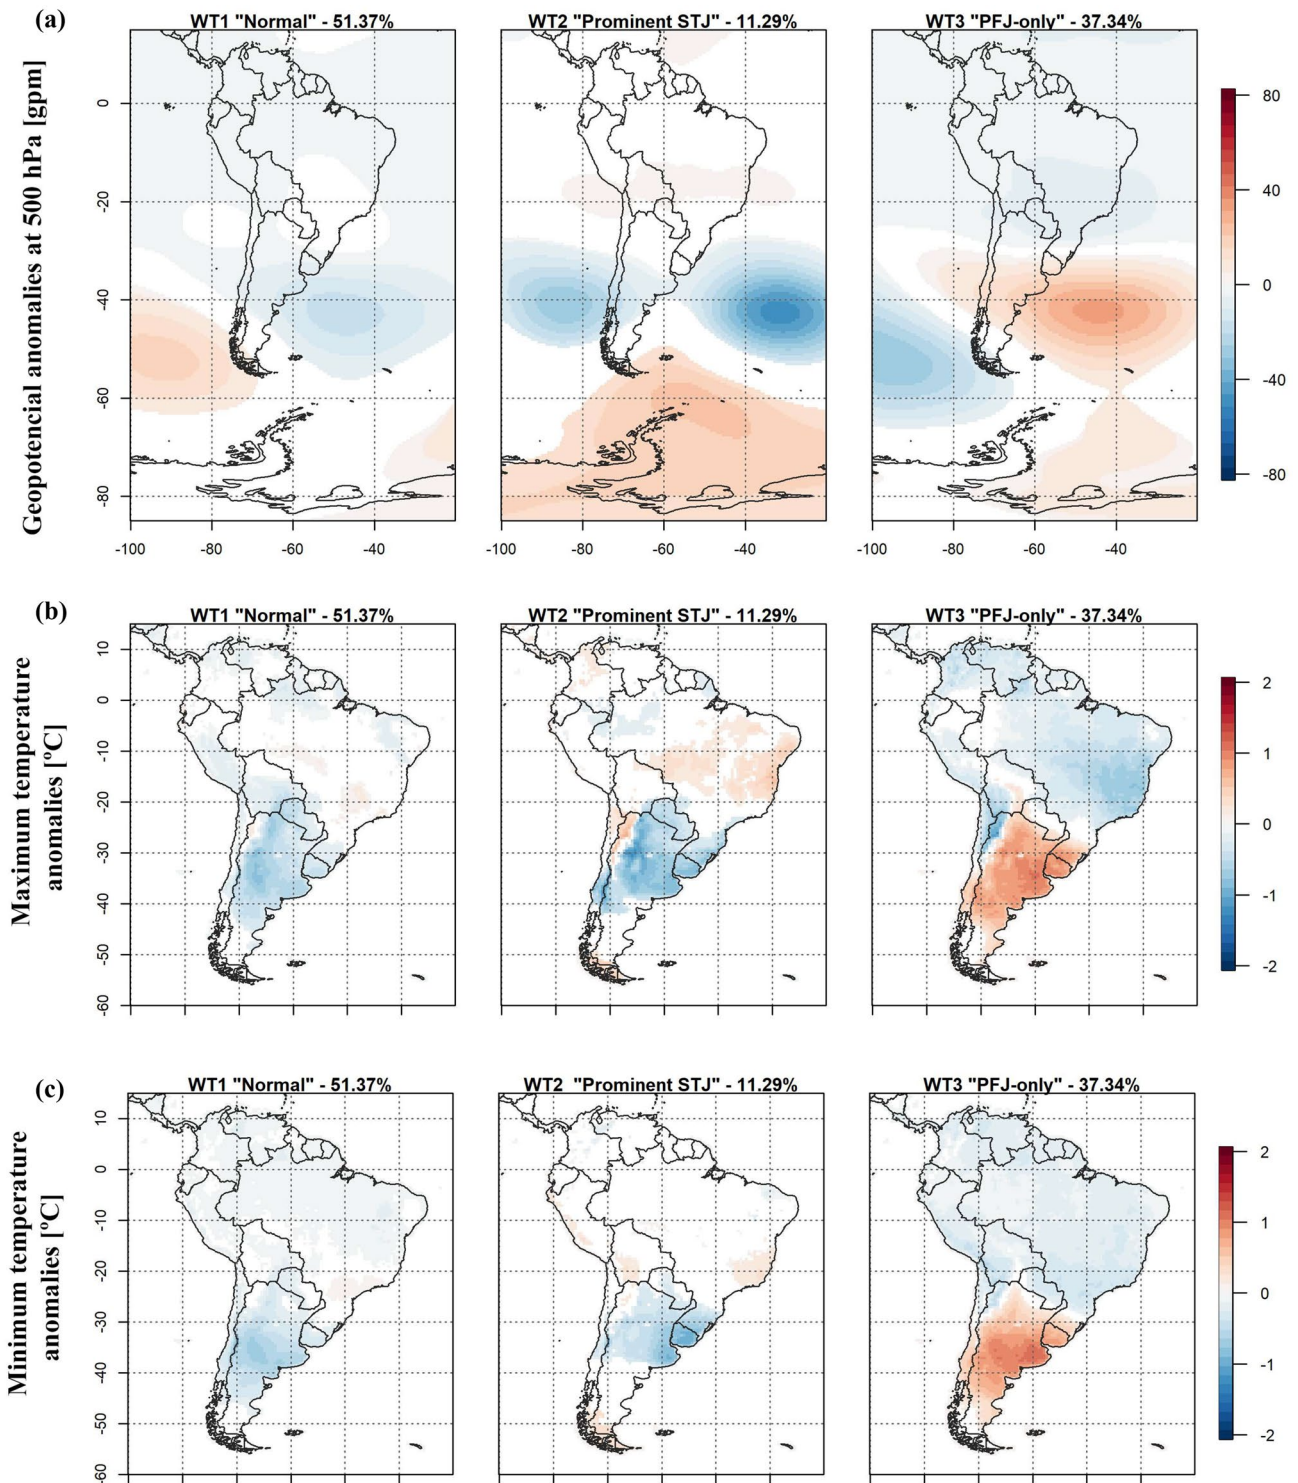 (a)
WT1 "Normal" - 51.37%
WT2 "Prominent STJ" - 11.29%
WT3 "PFJ-only" - 37.34%
Geopotencial anomalies at 500 hPa [gpm]
0
-20
-40
-60
-80
-100
-80
-60
-40
-100
-80
-60
-40
-100
-80
-60
-40
80
40
0
-40
-80
(b)
WT1 "Normal" - 51.37%
WT2 "Prominent STJ" - 11.29%
WT3 "PFJ-only" - 37.34%
Maximum temperature
anomalies [ºC]
10
0
-10
-20
-30
-40
-50
-60
2
1
0
-1
-2
(c)
WT1 "Normal" - 51.37%
WT2 "Prominent STJ" - 11.29%
WT3 "PFJ-only" - 37.34%
Minimum temperature
anomalies [ºC]
10
0
-10
-20
-30
-40
-50
-60
2
1
0
-1
-2